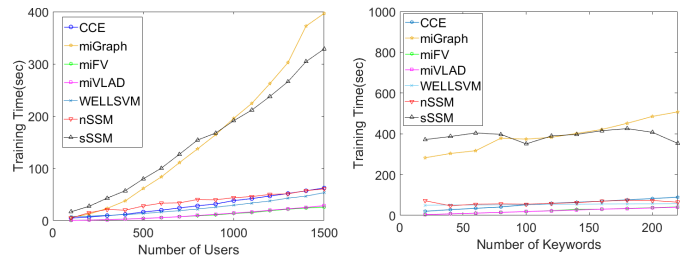 400
300
200
100
0
Training Time(sec)
CCE
miGraph
miFV
miVLAD
WELLSVM
nSSM
sSSM
0 500 1000 1500
Number of Users
1000
800
600
400
200
0
Training Time(sec)
CCE
miGraph
miFV
miVLAD
WELLSVM
nSSM
sSSM
0 50 100 150 200
Number of Keywords